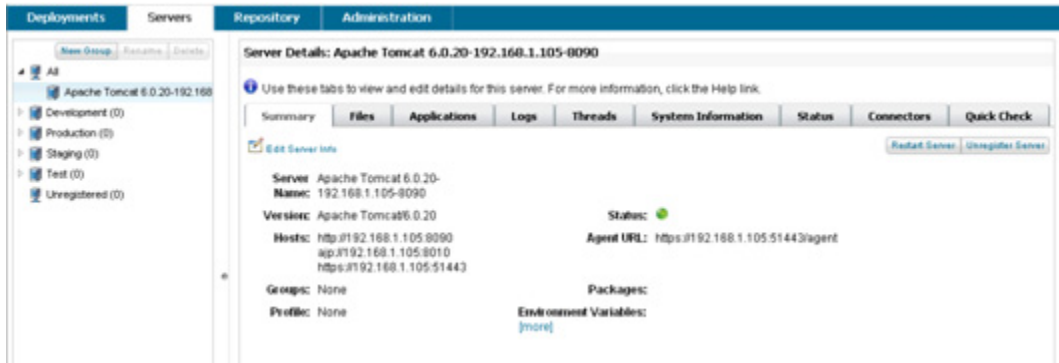 Deployments Servers Repository Administration
New Group Rename Delete
All
Apache Tomcat 6.0.20-192.168
Development (0)
Production (0)
Staging (0)
Test (0)
Unregistered (0)
Server Details: Apache Tomcat 6.0.20-192.168.1.105-8090
Use these tabs to view and edit details for this server. For more information, click the Help link.
Summary Files Applications Logs Threads System Information Status Connectors Quick Check
Edit Server Info
Restart Server Unregister Server
Server Name: Apache Tomcat 6.0.20-
192.168.1.105-8090
Version: Apache Tomcat/6.0.20
Status:
Hosts: http://192.168.1.105:8090
ajp://192.168.1.105:8010
https://192.168.1.105:51443
Agent URL: https://192.168.1.105:51443/agent
Groups: None
Packages:
Profile: None
Environment Variables:
[more]